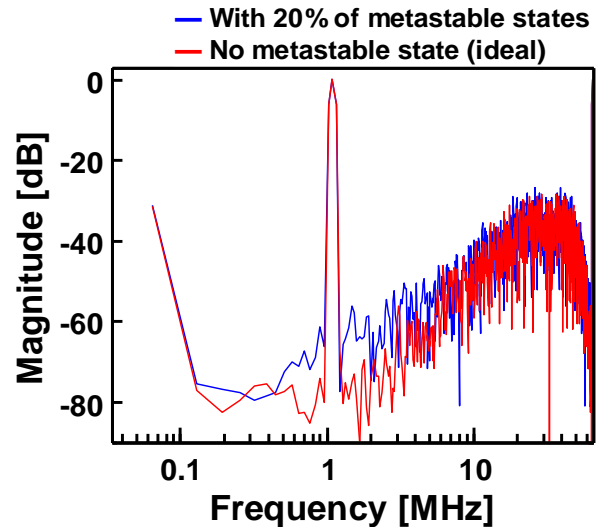 With 20% of metastable states
No metastable state (ideal)
0
-20
-40
-60
-80
Magnitude [dB]
0.1 1 10
Frequency [MHz]